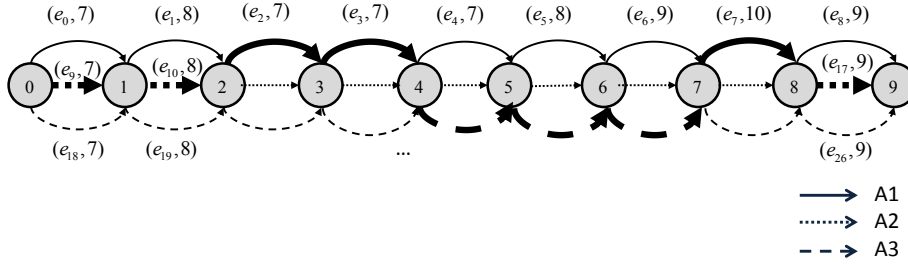 (e₀,7) (e₁,8) (e₂,7) (e₃,7) (e₄,7) (e₅,8) (e₆,9) (e₇,10) (e₈,9)
(e₉,7) (e₁₀,8) (e₁₇,9)
0 1 2 3 4 5 6 7 8 9
(e₁₈,7) (e₁₉,8) ... (e₂₆,9)
A1
A2
A3